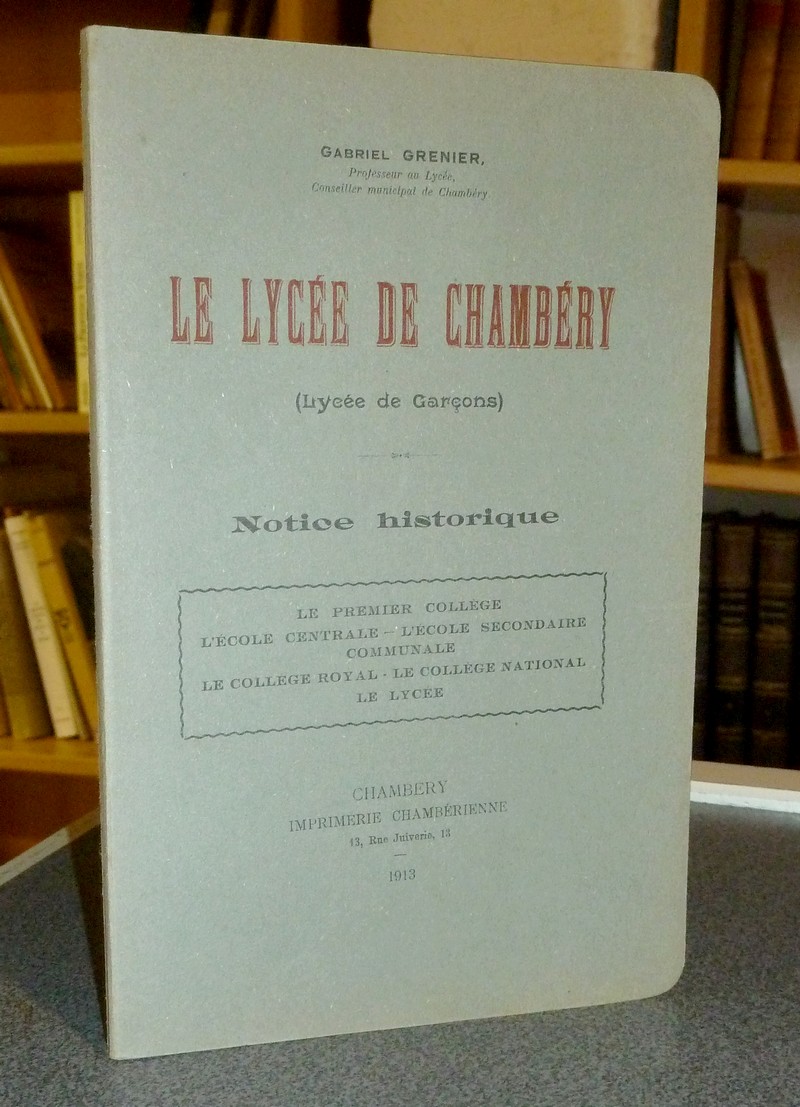 GABRIEL GRENIER,
Professeur au Lycée,
Conseiller municipal de Chambéry
LE LYCÉE DE CHAMBÉRY
(Lycée de Garçons)
Notice historique
LE PREMIER COLLÈGE
L'ÉCOLE CENTRALE – L'ÉCOLE SECONDAIRE
COMMUNALE
LE COLLÈGE ROYAL - LE COLLÈGE NATIONAL
LE LYCÉE
CHAMBÉRY
IMPRIMERIE CHAMBÉRIENNE
13, Rue Juiverie, 13
1913